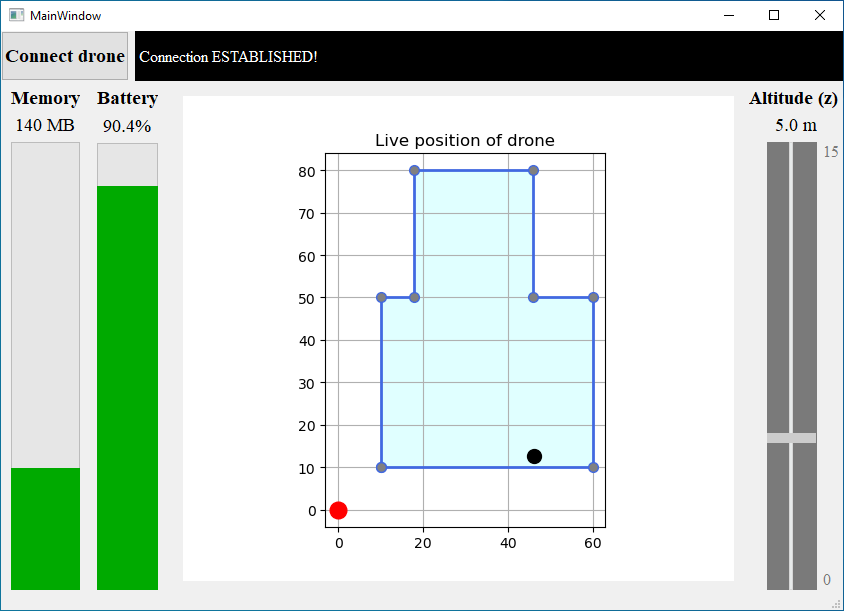 MainWindow
Connect drone
Connection ESTABLISHED!
Memory
140 MB
Battery
90.4%
Live position of drone
80
70
60
50
40
30
20
10
0
0 20 40 60
Altitude (z)
5.0 m
15
0